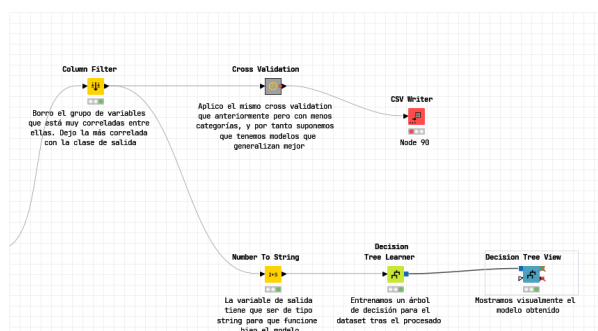 Column Filter
Borro el grupo de variables
que está muy correladas entre
ellas. Dejo la más correlada
con la clase de salida
Cross Validation
Aplico el mismo cross validation
que anteriormente pero con menos
categorías, y por tanto suponemos
que tenemos modelos que
generalizan mejor
CSV Writer
Node 90
Number To String
2→S
La variable de salida
tiene que ser de tipo
string para que funcione
bien el modelo
Decision
Tree Learner
Entrenamos un árbol
de decisión para el
dataset tras el procesado
Decision Tree View
Mostramos visualmente el
modelo obtenido